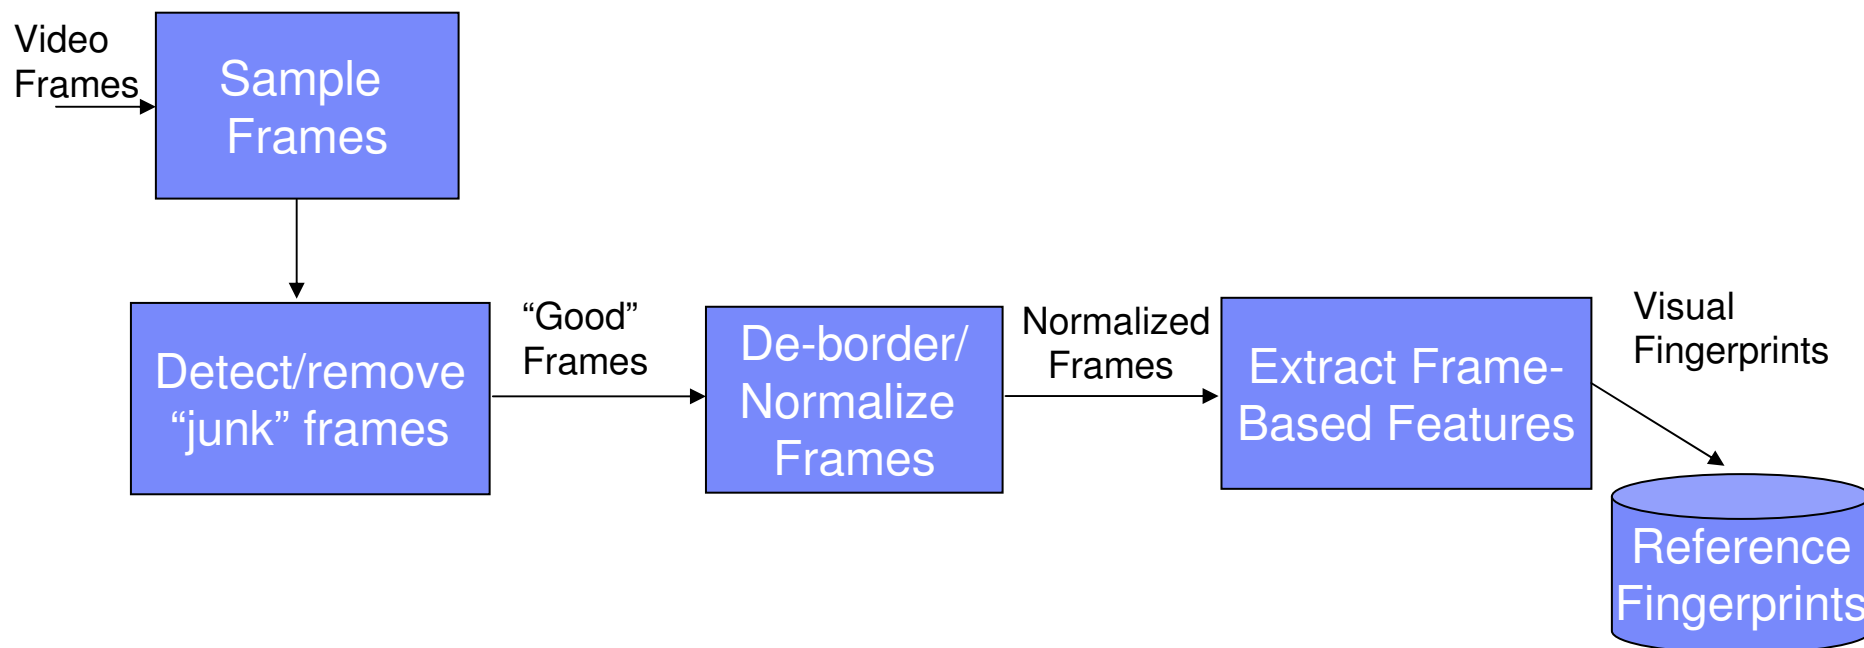 Video
Frames
Sample
Frames
Detect/remove
“junk” frames
“Good”
Frames
De-border/
Normalize
Frames
Normalized
Frames
Extract Frame-
Based Features
Visual
Fingerprints
Reference
Fingerprints